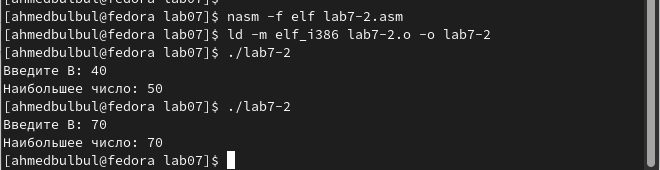 [ahmedbulbul@fedora lab07]$ nasm -f elf lab7-2.asm
[ahmedbulbul@fedora lab07]$ ld -m elf_i386 lab7-2.o -o lab7-2
[ahmedbulbul@fedora lab07]$ ./lab7-2
Введите B: 40
Наибольшее число: 50
[ahmedbulbul@fedora lab07]$ ./lab7-2
Введите B: 70
Наибольшее число: 70
[ahmedbulbul@fedora lab07]$